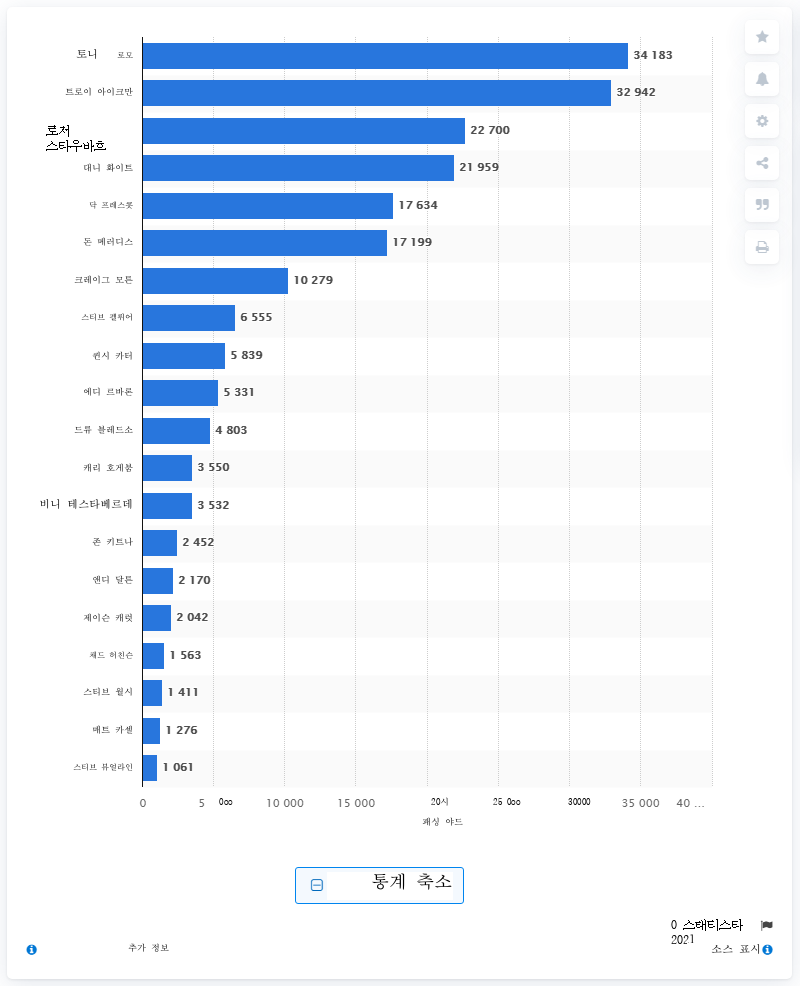 토니 로모 34 183
트로이 아이크만 32 942
로저
스타우바흐 22 700
대니 화이트 21 959
닥 프레스콧 17 634
돈 메러디스 17 199
크레이그 모튼 10 279
스티브 펠뤼어 6 555
퀸시 카터 5 839
에디 르바론 5 331
드류 블레드소 4 803
캐리 호게붐 3 550
비니 테스타베르데 3 532
존 키트나 2 452
앤디 달튼 2 170
제이슨 캐럿 2 042
채드 허친슨 1 563
스티브 월시 1 411
매트 카셀 1 276
스티브 뷰얼라인 1 061
0 5 0oo 10 000 15 000 20시 25 0oo 30000 35 000 40 ...
패싱 야드
통계 축소
0 스태티스타
2021
추가 정보 소스 표시